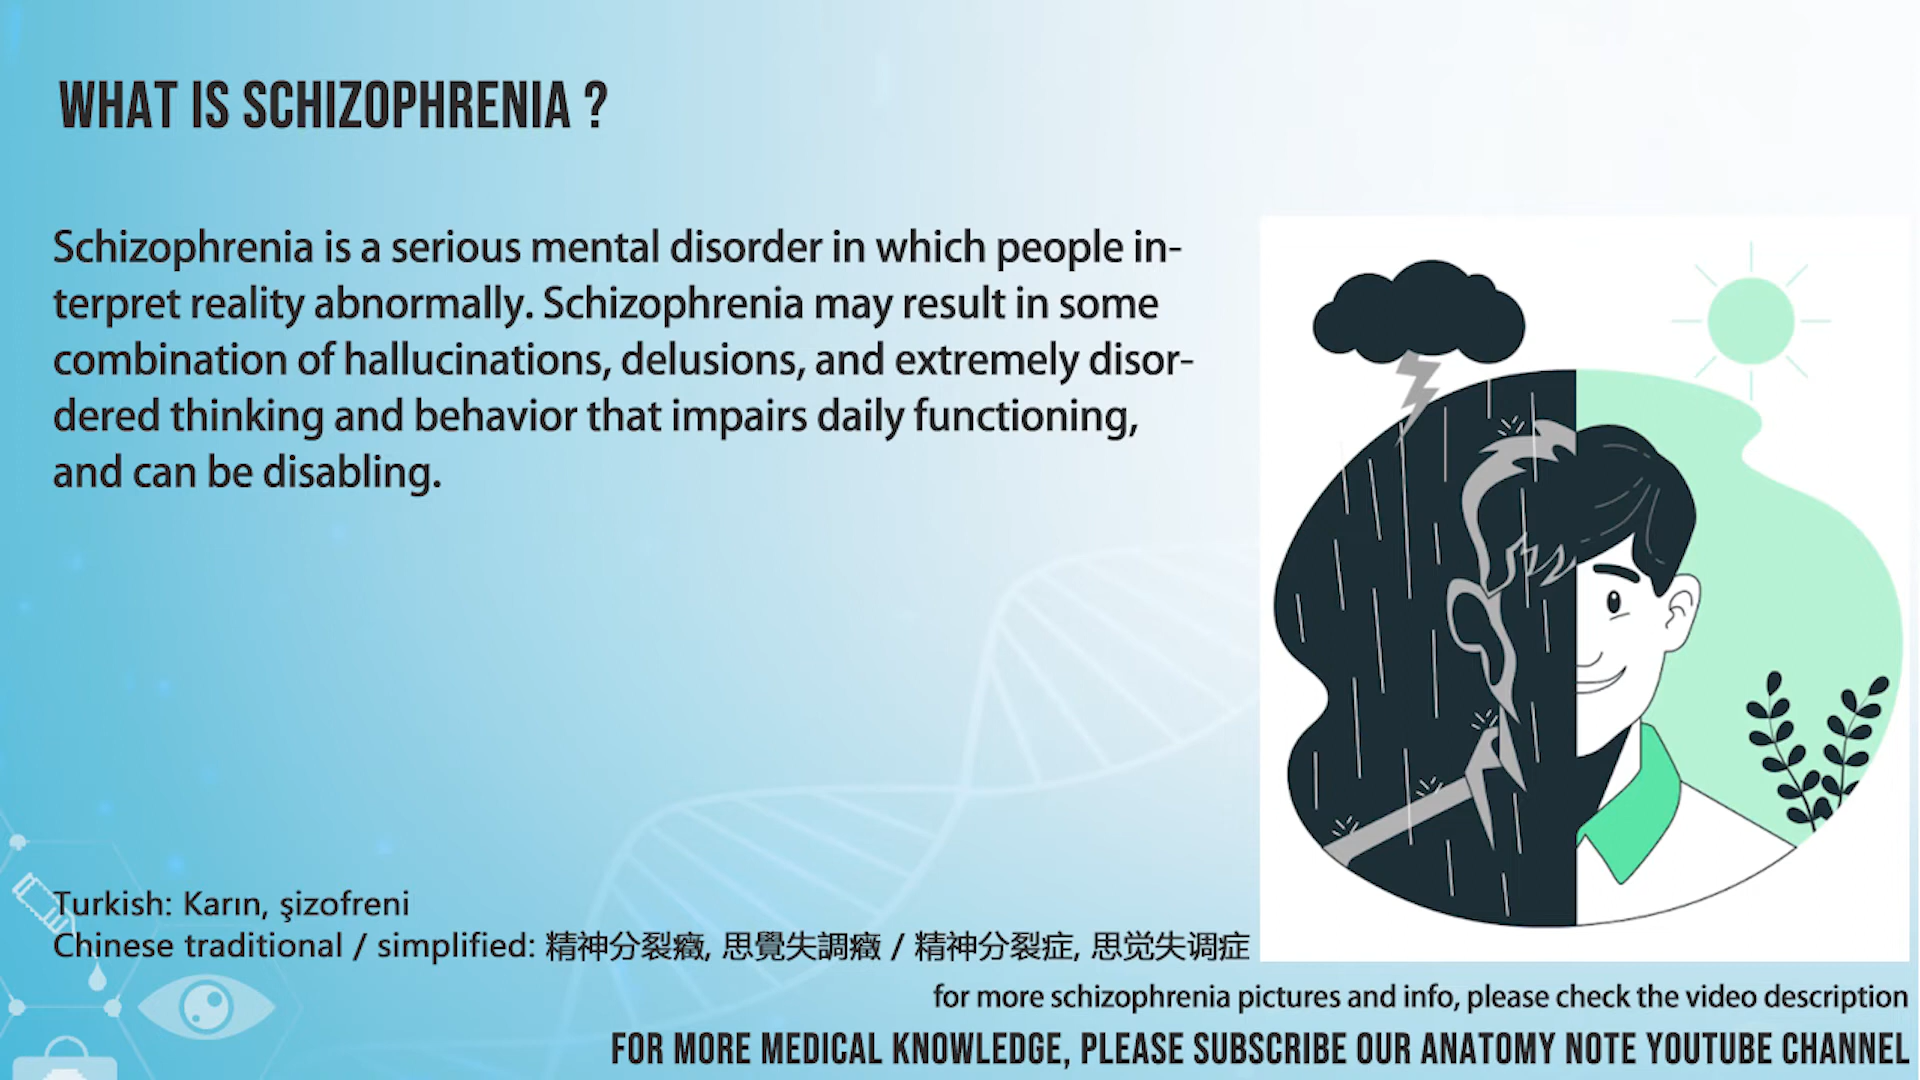 WHAT IS SCHIZOPHRENIA ?
Schizophrenia is a serious mental disorder in which people in-
terpret reality abnormally. Schizophrenia may result in some
combination of hallucinations, delusions, and extremely disor-
dered thinking and behavior that impairs daily functioning,
and can be disabling.
Turkish: Karın, şizofreni
Chinese traditional / simplified: 精神分裂癥, 思覺失調癥 / 精神分裂症, 思觉失调症
for more schizophrenia pictures and info, please check the video description
FOR MORE MEDICAL KNOWLEDGE, PLEASE SUBSCRIBE OUR ANATOMY NOTE YOUTUBE CHANNEL